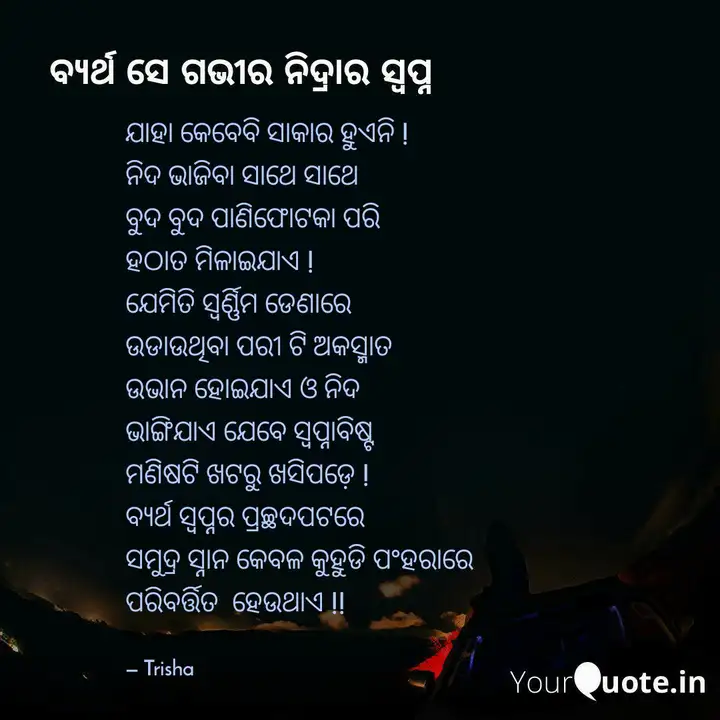 ବ୍ୟର୍ଥ ସେ ଗଭୀର ନିଦ୍ରାର ସ୍ବପ୍ନ
ଯାହା କେବେବି ସାକାର ହୁଏନି !
ନିଦ ଭାଜିବା ସାଥେ ସାଥେ
ବୁଦ ବୁଦ ପାଣିଫୋଟକା ପରି
ହଠାତ ମିଳାଇଯାଏ !
ଯେମିତି ସ୍ୱର୍ଣ୍ଣିମ ଡେଣାରେ
ଉଡାଉଥିବା ପରୀ ଟି ଅକସ୍ମାତ
ଉଭାନ ହୋଇଯାଏ ଓ ନିଦ
ଭାଙ୍ଗିଯାଏ ଯେବେ ସ୍ୱପ୍ନାବିଷ୍ଟ
ମଣିଷଟି ଖଟରୁ ଖସିପଡ଼େ !
ବ୍ୟର୍ଥ ସ୍ୱପ୍ନର ପ୍ରଚ୍ଛଦପଟରେ
ସମୁଦ୍ର ସ୍ନାନ କେବଳ କୁହୁଡି ପଂହରାରେ
ପରିବର୍ତ୍ତିତ ହେଉଥାଏ !!
– Trisha
YourQuote.in